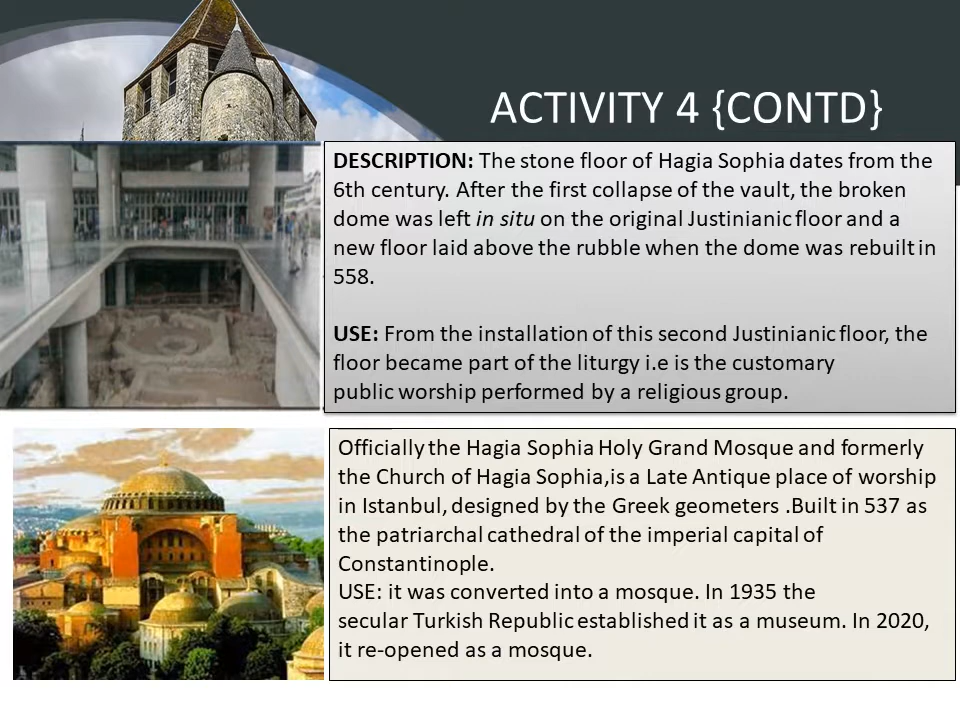 ACTIVITY 4 {CONTD}
DESCRIPTION: The stone floor of Hagia Sophia dates from the
6th century. After the first collapse of the vault, the broken
dome was left in situ on the original Justinianic floor and a
new floor laid above the rubble when the dome was rebuilt in
558.
USE: From the installation of this second Justinianic floor, the
floor became part of the liturgy i.e is the customary
public worship performed by a religious group.
Officially the Hagia Sophia Holy Grand Mosque and formerly
the Church of Hagia Sophia,is a Late Antique place of worship
in Istanbul, designed by the Greek geometers .Built in 537 as
the patriarchal cathedral of the imperial capital of
Constantinople.
USE: it was converted into a mosque. In 1935 the
secular Turkish Republic established it as a museum. In 2020,
it re-opened as a mosque.